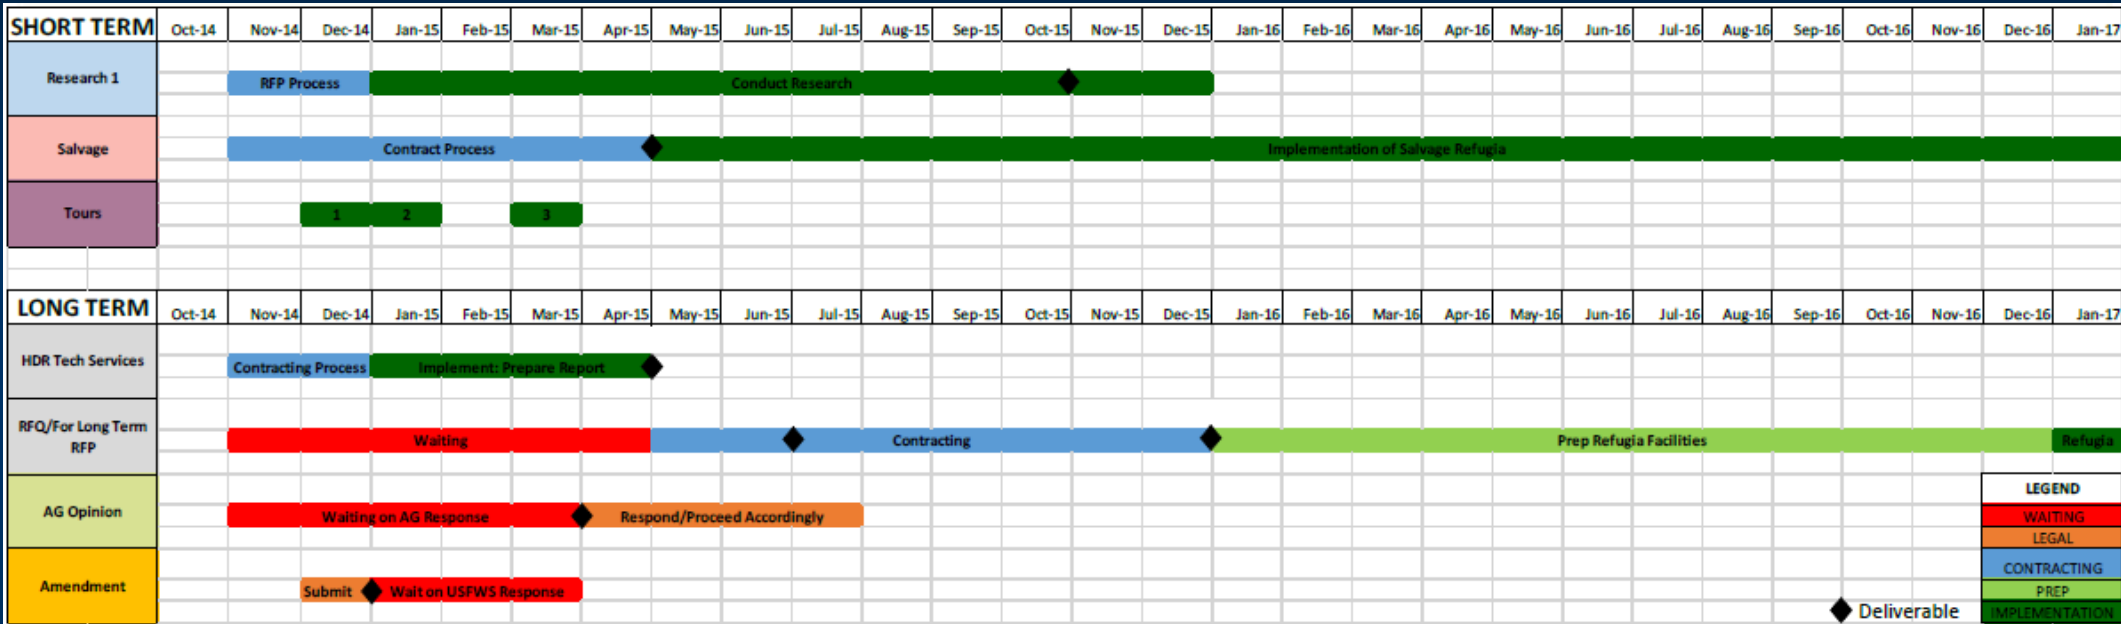 SHORT TERM Oct-14 Nov-14 Dec-14 Jan-15 Feb-15 Mar-15 Apr-15 May-15 Jun-15 Jul-15 Aug-15 Sep-15 Oct-15 Nov-15 Dec-15 Jan-16 Feb-16 Mar-16 Apr-16 May-16 Jun-16 Jul-16 Aug-16 Sep-16 Oct-16 Nov-16 Dec-16 Jan-17
Research 1 RFP Process Conduct Research
Salvage Contract Process Implementation of Salvage Refugia
Tours 1 2 3
LONG TERM Oct-14 Nov-14 Dec-14 Jan-15 Feb-15 Mar-15 Apr-15 May-15 Jun-15 Jul-15 Aug-15 Sep-15 Oct-15 Nov-15 Dec-15 Jan-16 Feb-16 Mar-16 Apr-16 May-16 Jun-16 Jul-16 Aug-16 Sep-16 Oct-16 Nov-16 Dec-16 Jan-17
HDR Tech Services Contracting Process Implement: Prepare Report
RFQ/For Long Term
RFP Waiting Contracting Prep Refugia Facilities Refugia
AG Opinion Waiting on AG Response Respond/Proceed Accordingly
Amendment Submit Wait on USFWS Response
LEGEND
WAITING
LEGAL
CONTRACTING
PREP
IMPLEMENTATION
Deliverable